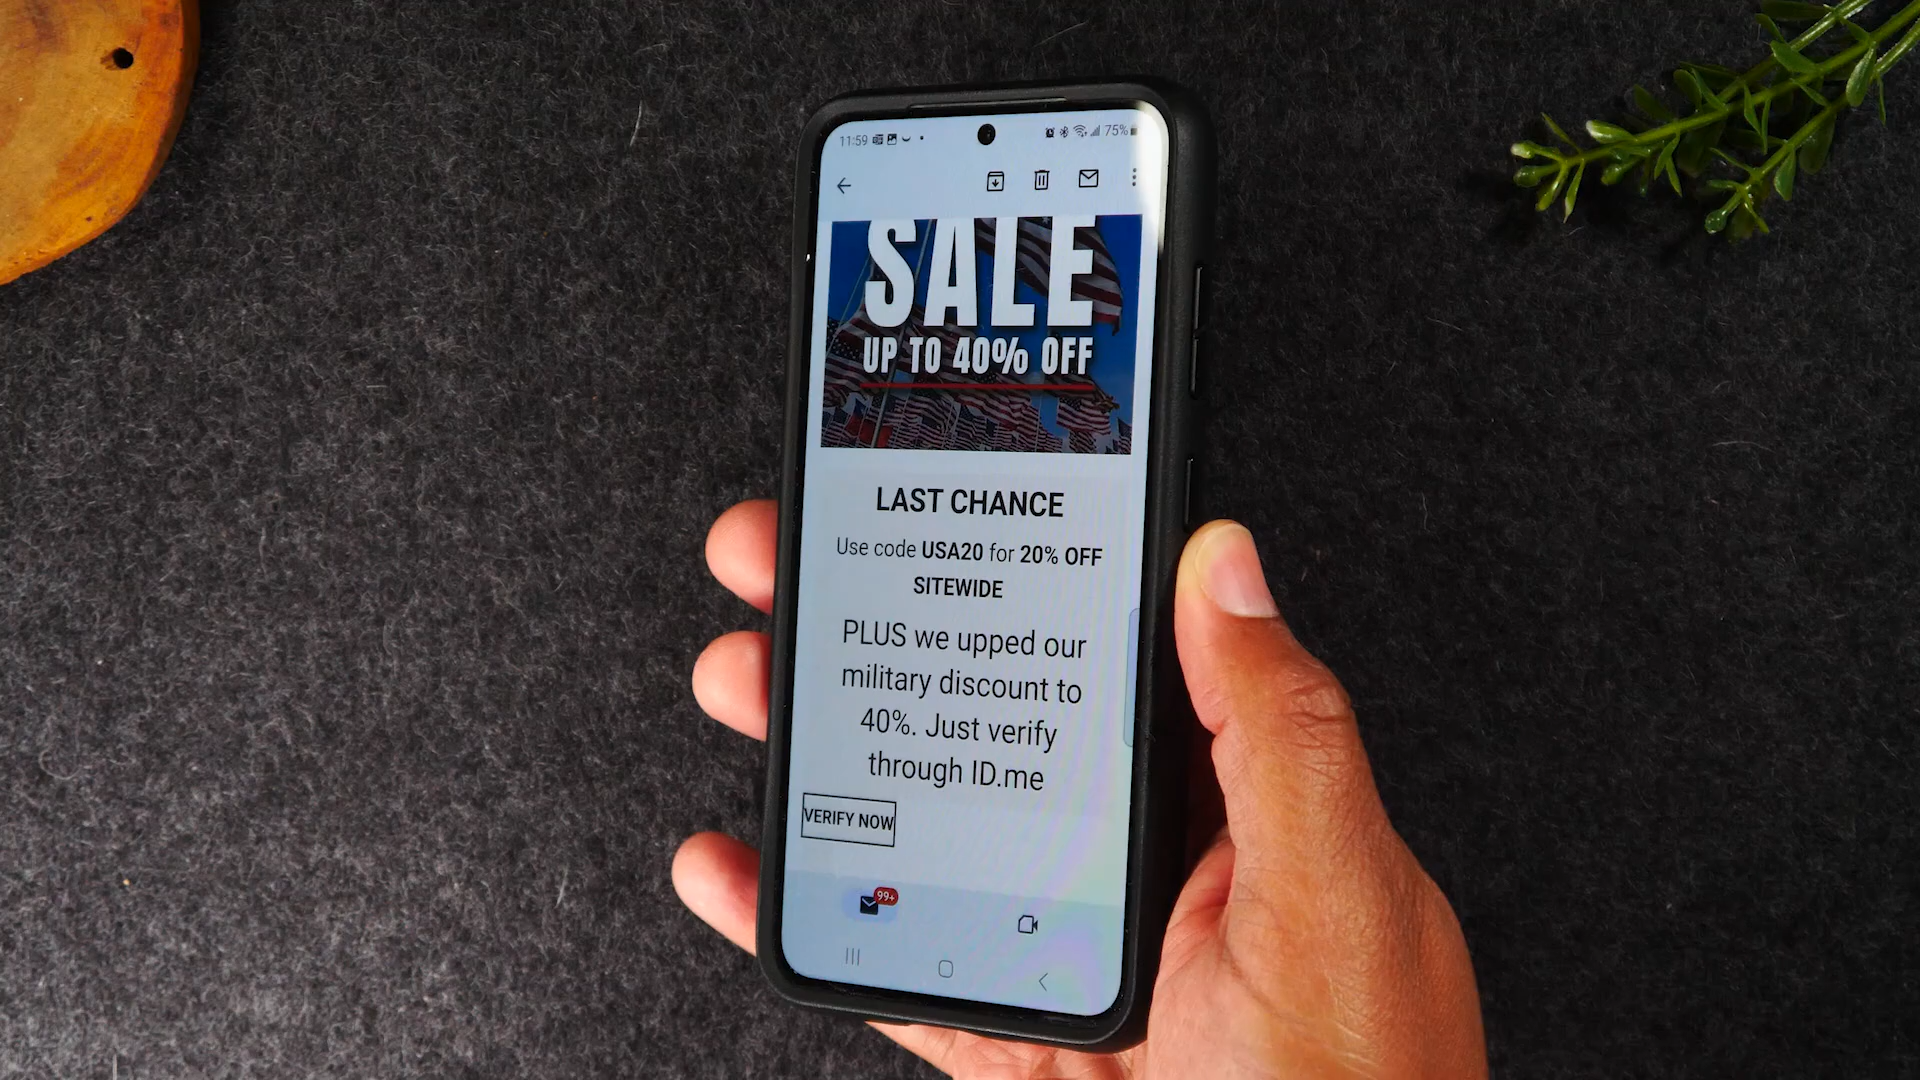 11:59
75%
SALE
UP TO 40% OFF
LAST CHANCE
Use code USA20 for 20% OFF
SITEWIDE
PLUS we upped our
military discount to
40%. Just verify
through ID.me
VERIFY NOW
99+